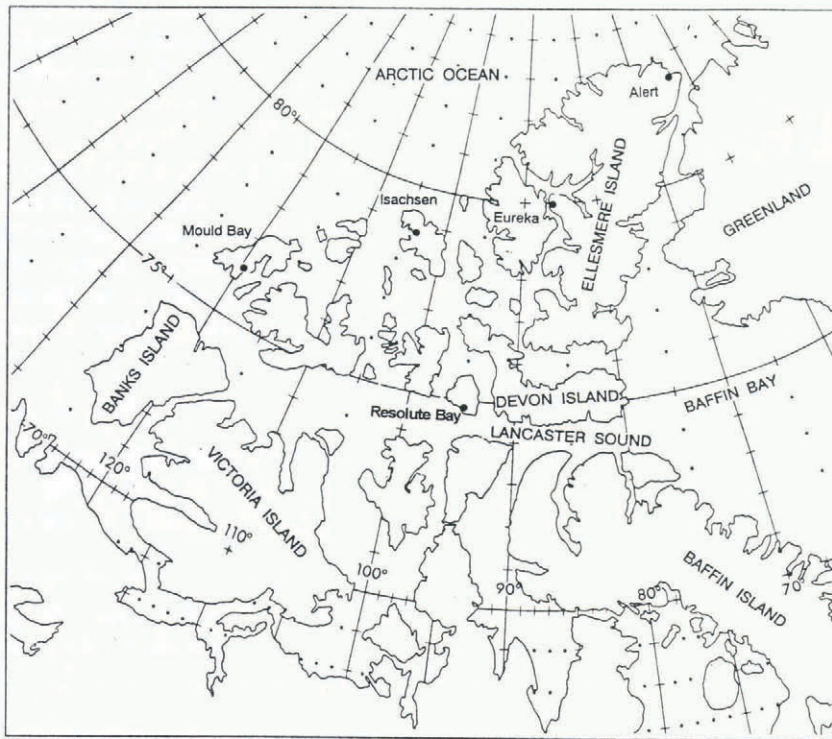 ARCTIC OCEAN
Alert
80°
Isachsen
Eureka
ELLESMERE ISLAND
GREENLAND
Mould Bay
75°
BANKS ISLAND
DEVON ISLAND
BAFFIN BAY
Resolute Bay
LANCASTER SOUND
70°
120°
VICTORIA ISLAND
110°
100°
90°
80°
70°
BAFFIN ISLAND